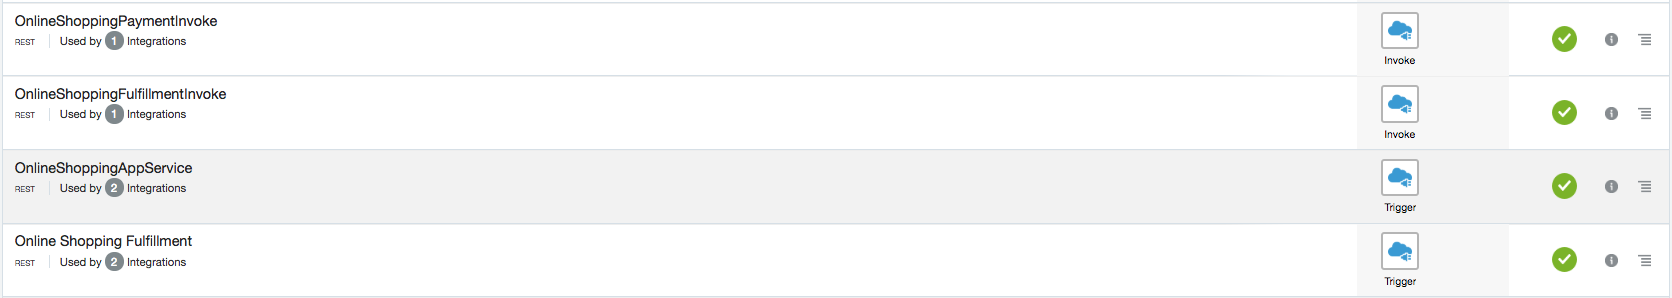 OnlineShoppingPaymentInvoke
REST Used by 1 Integrations
Invoke
OnlineShoppingFulfillmentInvoke
REST Used by 1 Integrations
Invoke
OnlineShoppingAppService
REST Used by 2 Integrations
Trigger
Online Shopping Fulfillment
REST Used by 2 Integrations
Trigger